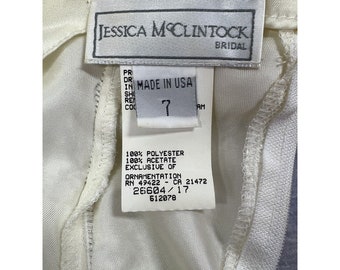 JESSICA MCCLINTOCK
BRIDAL
MADE IN USA
7
100% POLYESTER
100% ACETATE
EXCLUSIVE OF
ORNAMENTATION
RN 49422 - CA 21472
26604/17
612078